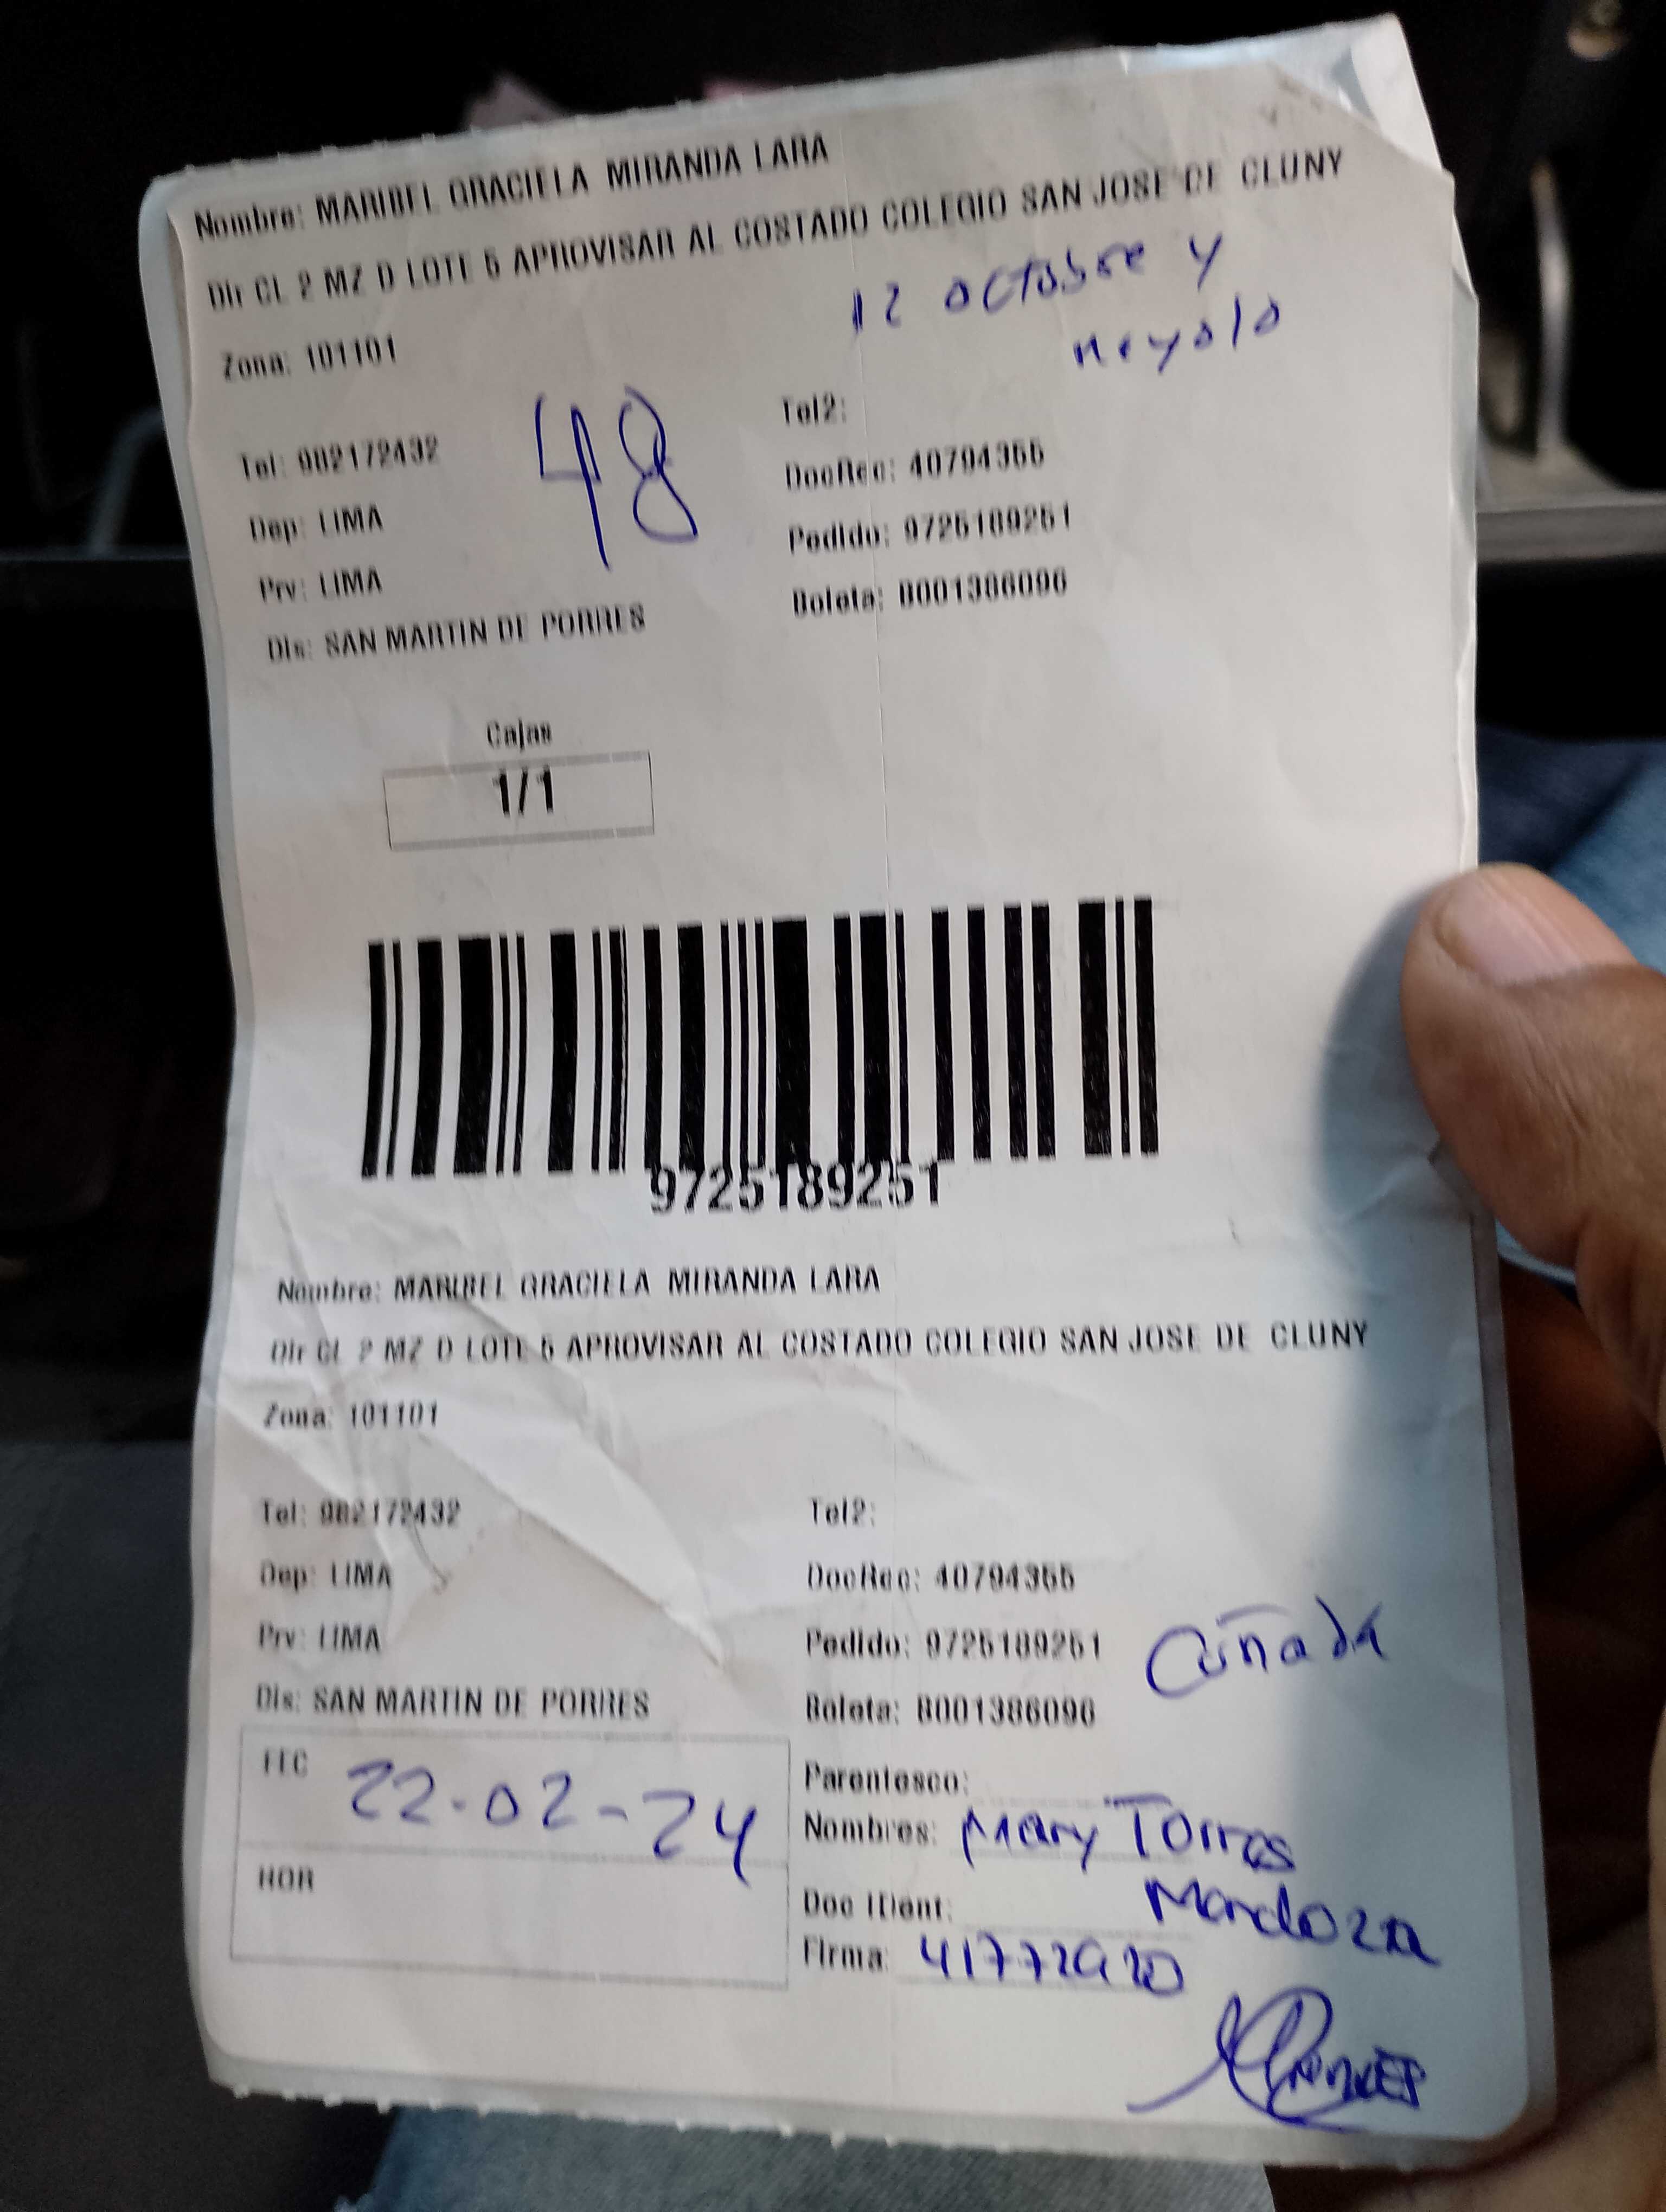 Nombre: MARIBEL GRACIELA MIRANDA LARA
Dir CL 2 MZ D LOTE 5 APROVISAR AL COSTADO COLEGIO SAN JOSE DE CLUNY
12 octobre y
Zona: 101101
48
Tel: 982172432
Tel2:
DocRec: 40794355
Dep: LIMA
Pedido: 9725189251
Prv: LIMA
Boleta: B001386096
Dis: SAN MARTIN DE PORRES
Cajas
1/1
9725189251
Nombre: MARIBEL GRACIELA MIRANDA LARA
Dir CL 2 MZ D LOTE 5 APROVISAR AL COSTADO COLEGIO SAN JOSE DE CLUNY
Zona: 101101
Tel: 982172432
Tel2:
Dep: LIMA
DocRec: 40794355
Prv: LIMA
Pedido: 9725189251
Cuñada
Dis: SAN MARTIN DE PORRES
Boleta: B001386096
FEC 22-02-24
Parentesco:
Nombres: Mary Torres
Mendoza
HOR
Doc IDent:
Firma: 41772920